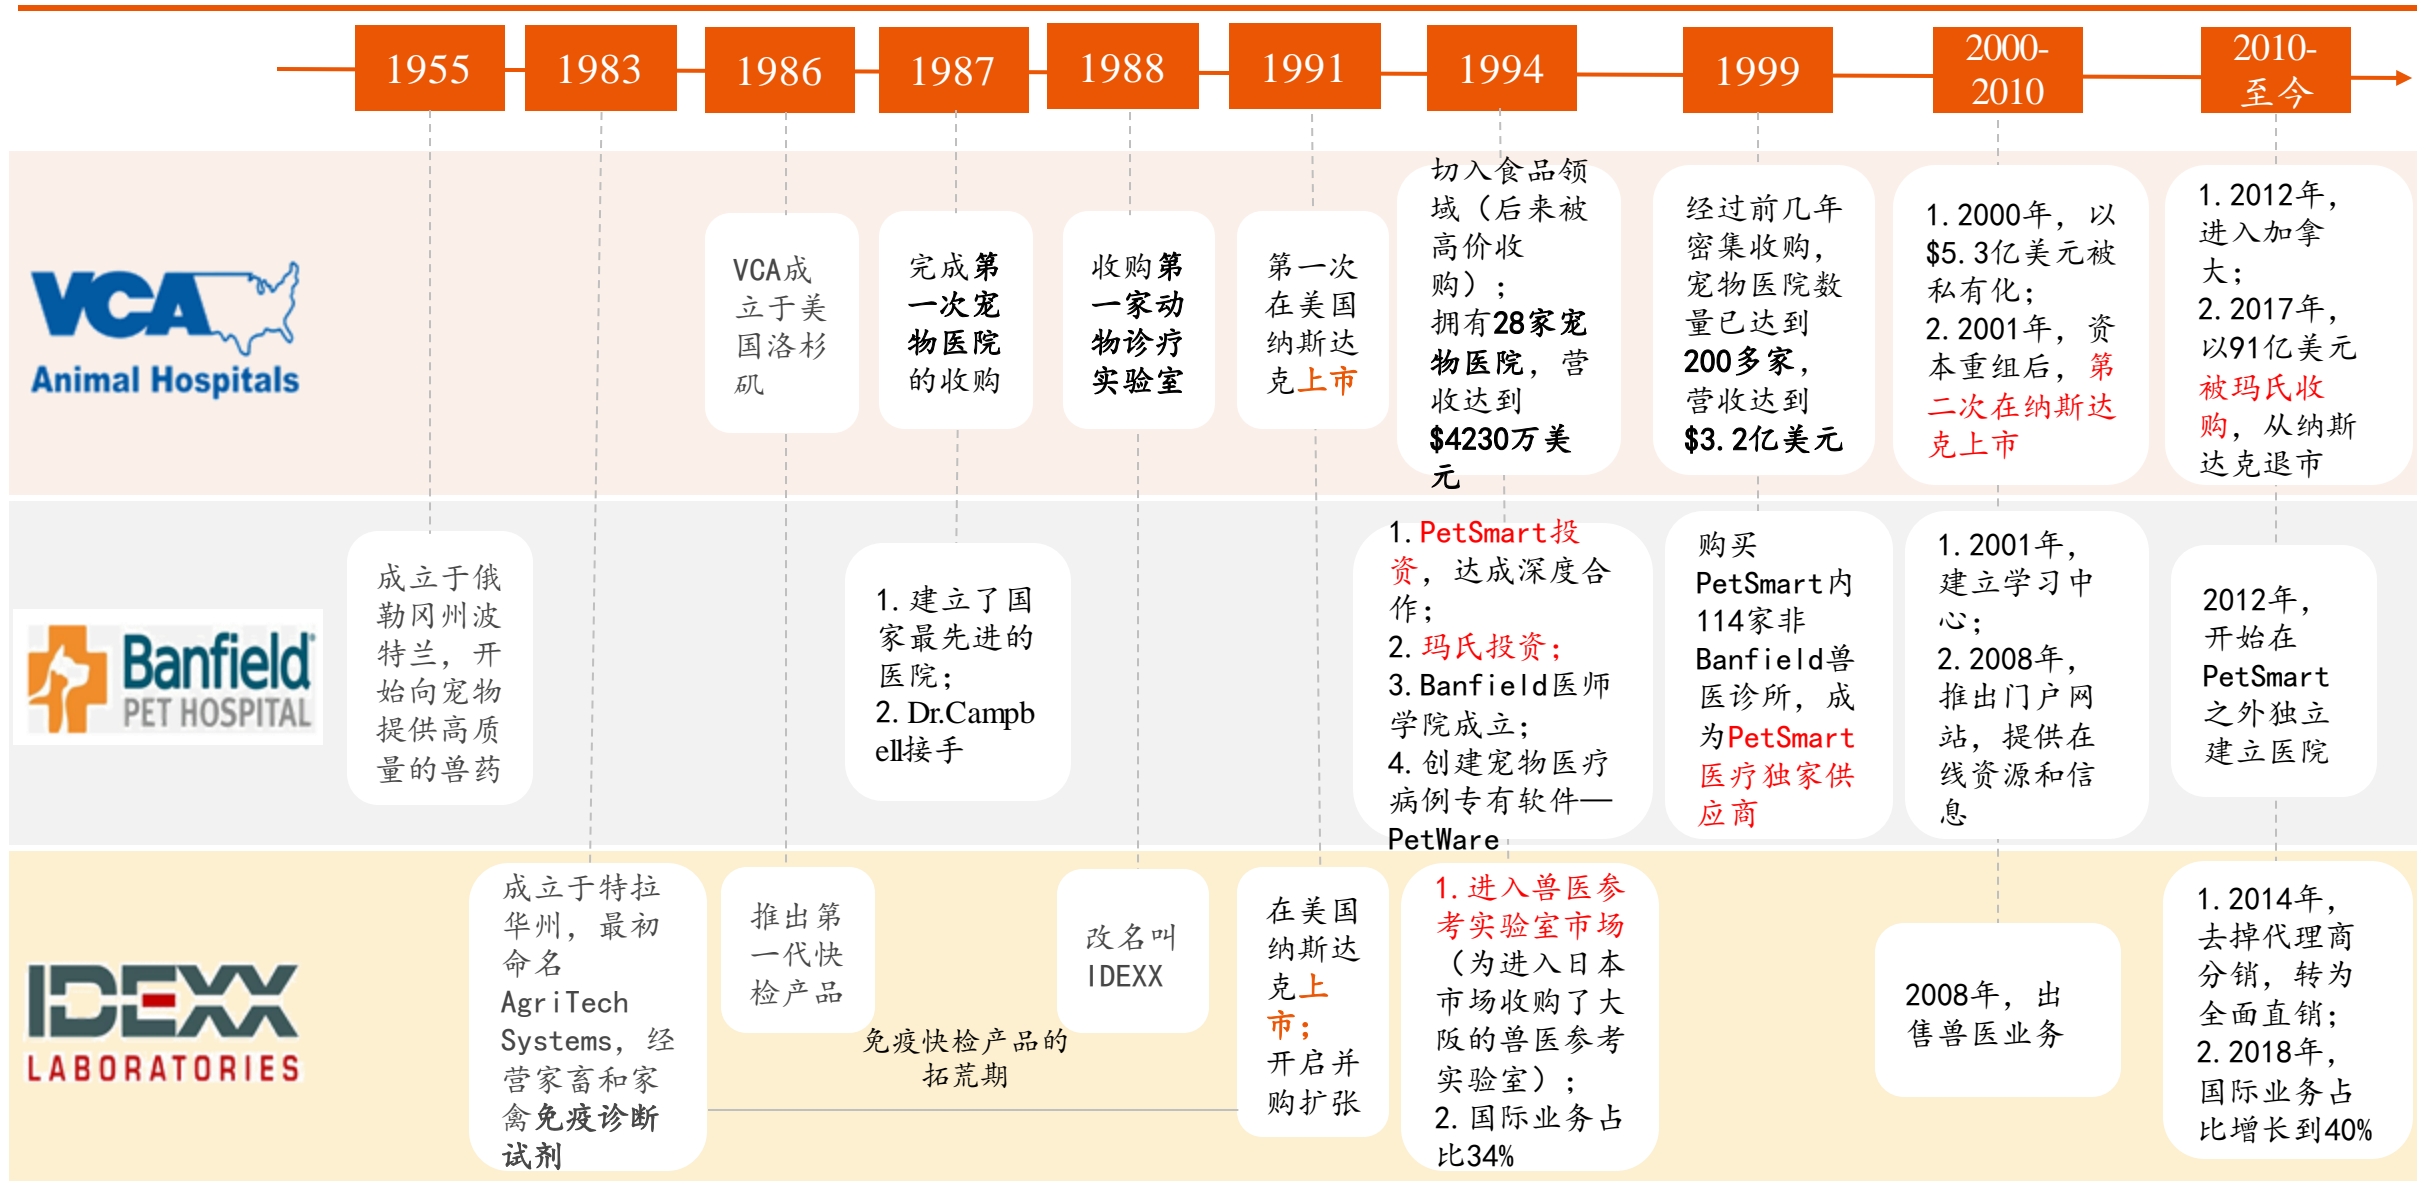 1955
1983
1986
1987
1988
1991
1994
1999
2000-
2010
2010-
至今
VCA
Animal Hospitals
VCA成
立于美
国洛杉
矶
完成第
一次宠
物医院
的收购
收购第
一家动
物诊疗
实验室
第一次
在美国
纳斯达
克上市
切入食品领
域（后来被
高价收
购）；
拥有28家宠
物医院，营
收达到
$4230万美
元
经过前几年
密集收购，
宠物医院数
量已达到
200多家，
营收达到
$3.2亿美元
1.2000年，以
$5.3亿美元被
私有化；
2.2001年，资
本重组后，第
二次在纳斯达
克上市
1.2012年，
进入加拿
大；
2.2017年，
以91亿美元
被玛氏收
购，从纳斯
达克退市
Banfield
PET HOSPITAL
成立于俄
勒冈州波
特兰，开
始向宠物
提供高质
量的兽药
1.建立了国
家最先进的
医院；
2.Dr.Campb
ell接手
1.PetSmart投
资，达成深度合
作；
2.玛氏投资；
3.Banfield医师
学院成立；
4.创建宠物医疗
病例专有软件—
PetWare
购买
PetSmart内
114家非
Banfield兽
医诊所，成
为PetSmart
医疗独家供
应商
1.2001年，
建立学习中
心；
2.2008年，
推出门户网
站，提供在
线资源和信
息
2012年，
开始在
PetSmart
之外独立
建立医院
IDEXX
LABORATORIES
成立于特拉
华州，最初
命名
AgriTech
Systems，经
营家畜和家
禽免疫诊断
试剂
推出第
一代快
检产品
免疫快检产品的
拓荒期
改名叫
IDEXX
在美国
纳斯达
克上
市；
开启并
购扩张
1.进入兽医参
考实验室市场
（为进入日本
市场收购了大
阪的兽医参考
实验室）；
2.国际业务占
比34%
2008年，出
售兽医业务
1.2014年，
去掉代理商
分销，转为
全面直销；
2.2018年，
国际业务占
比增长到40%